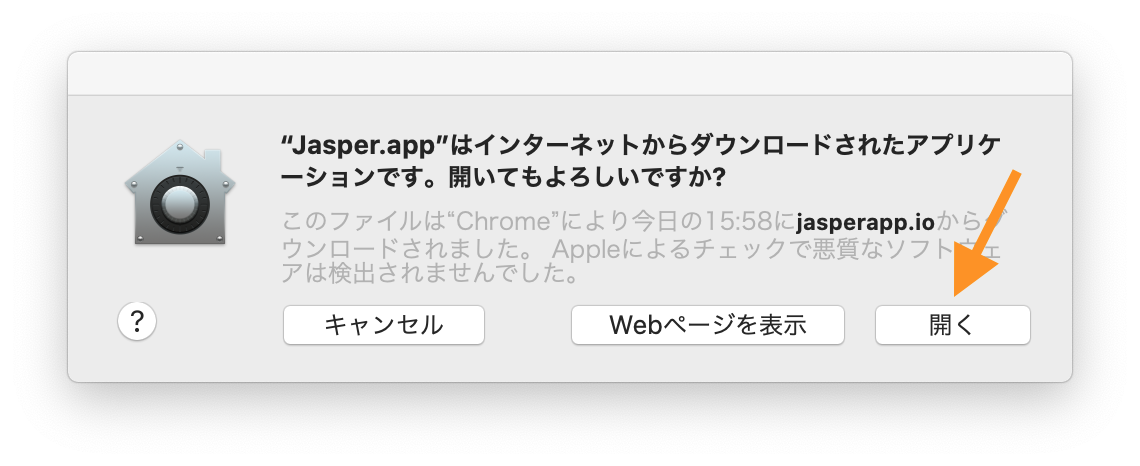 “Jasper.app”はインターネットからダウンロードされたアプリケ
ーションです。開いてもよろしいですか?
このファイルは“Chrome”により今日の15:58にjasperapp.ioからダ
ウンロードされました。 Appleによるチェックで悪質なソフトウェ
アは検出されませんでした。
?
キャンセル
Webページを表示
開く